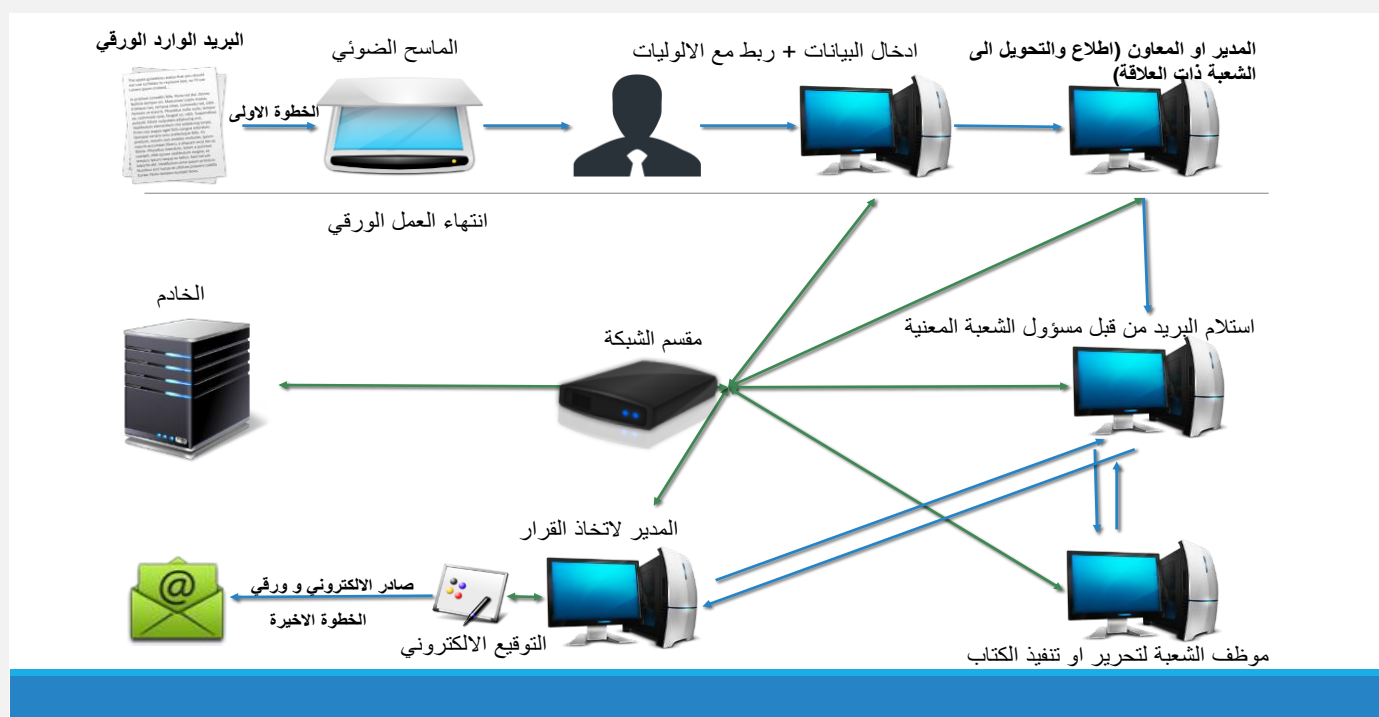 البريد الوارد الورقي
الماسح الضوئي
ادخال البيانات + ربط مع الالوليات
المدير او المعاون (اطلاع والتحويل الى
الشعبة ذات العلاقة)
الخطوة الاولى
انتهاء العمل الورقي
الخادم
مقسم الشبكة
استلام البريد من قبل مسؤول الشعبة المعنية
المدير لاتخاذ القرار
صادر الالكتروني و ورقي
الخطوة الاخيرة
التوقيع الالكتروني
موظف الشعبة لتحرير او تنفيذ الكتاب
@